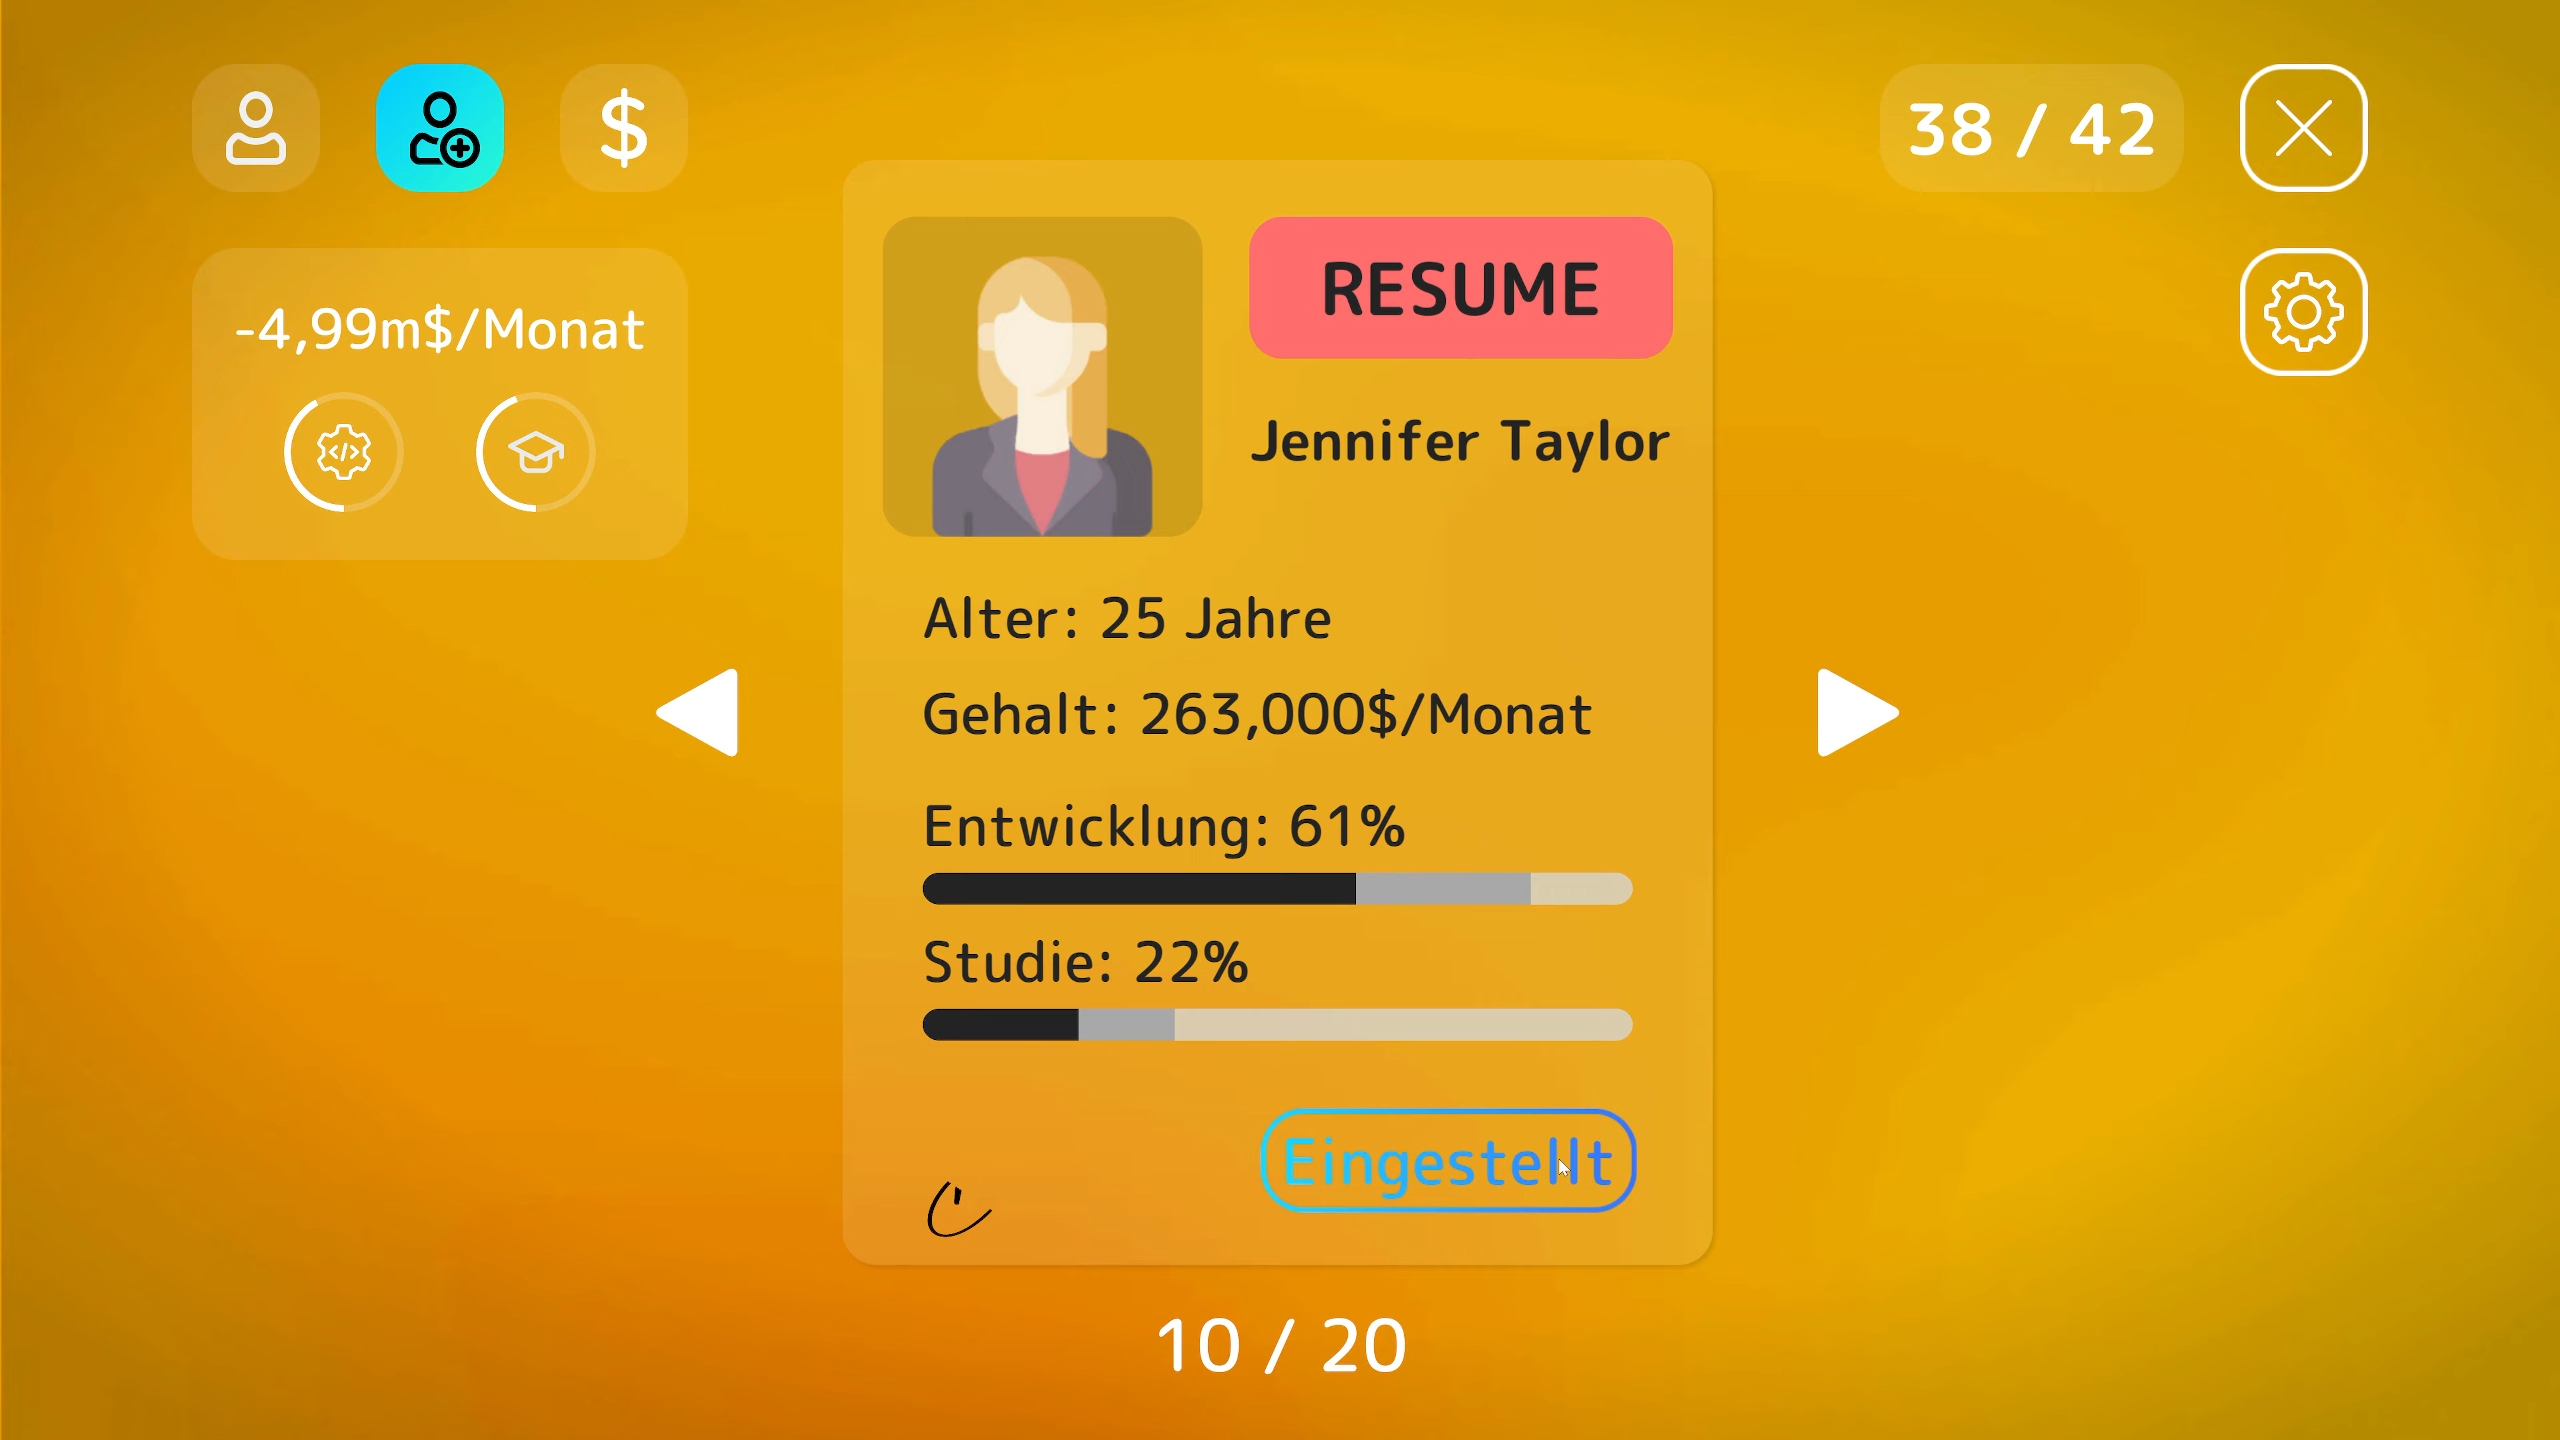 $
38 / 42
-4,99m$/Monat
</>
RESUME
Jennifer Taylor
Alter: 25 Jahre
Gehalt: 263,000$/Monat
Entwicklung: 61%
Studie: 22%
Eingestellt
10 / 20